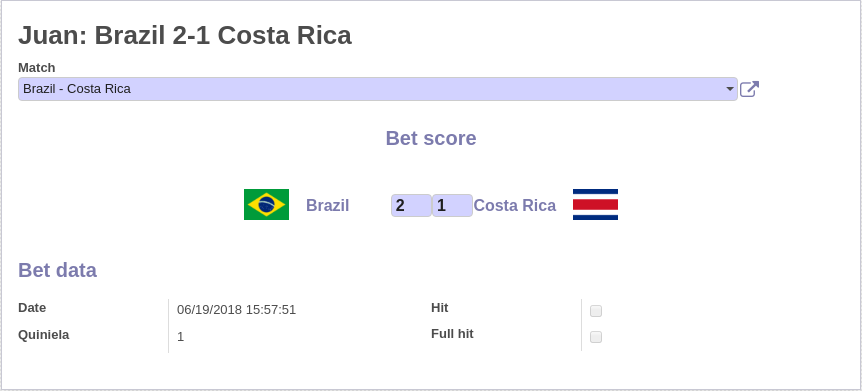 Juan: Brazil 2-1 Costa Rica
Match
Brazil - Costa Rica
Bet score
Brazil 2 1 Costa Rica
Bet data
Date 06/19/2018 15:57:51 Hit
Quiniela 1 Full hit